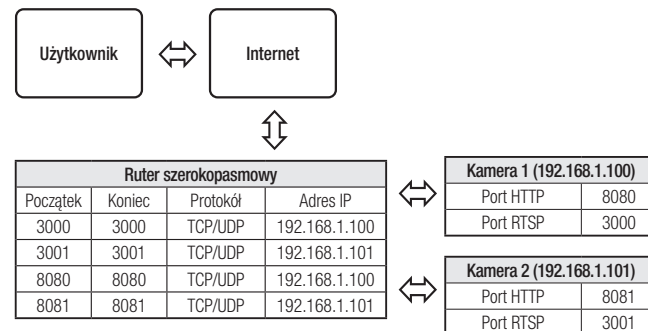 Użytkownik
Internet
Ruter szerokopasmowy
Początek Koniec Protokół Adres IP
3000 3000 TCP/UDP 192.168.1.100
3001 3001 TCP/UDP 192.168.1.101
8080 8080 TCP/UDP 192.168.1.100
8081 8081 TCP/UDP 192.168.1.101
Kamera 1 (192.168.1.100)
Port HTTP 8080
Port RTSP 3000
Kamera 2 (192.168.1.101)
Port HTTP 8081
Port RTSP 3001